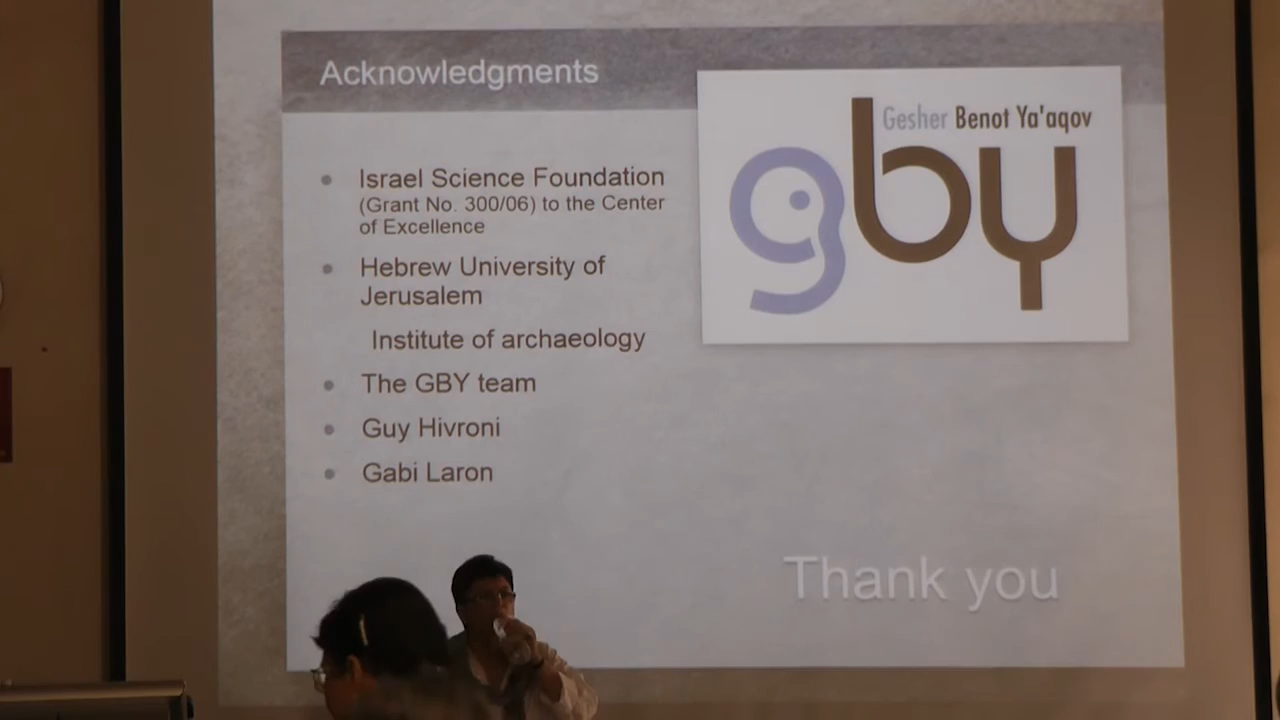 Acknowledgments
Gesher Benot Ya'aqov
gby
Israel Science Foundation
(Grant No. 300/06) to the Center
of Excellence
Hebrew University of
Jerusalem
Institute of archaeology
The GBY team
Guy Hivroni
Gabi Laron
Thank you